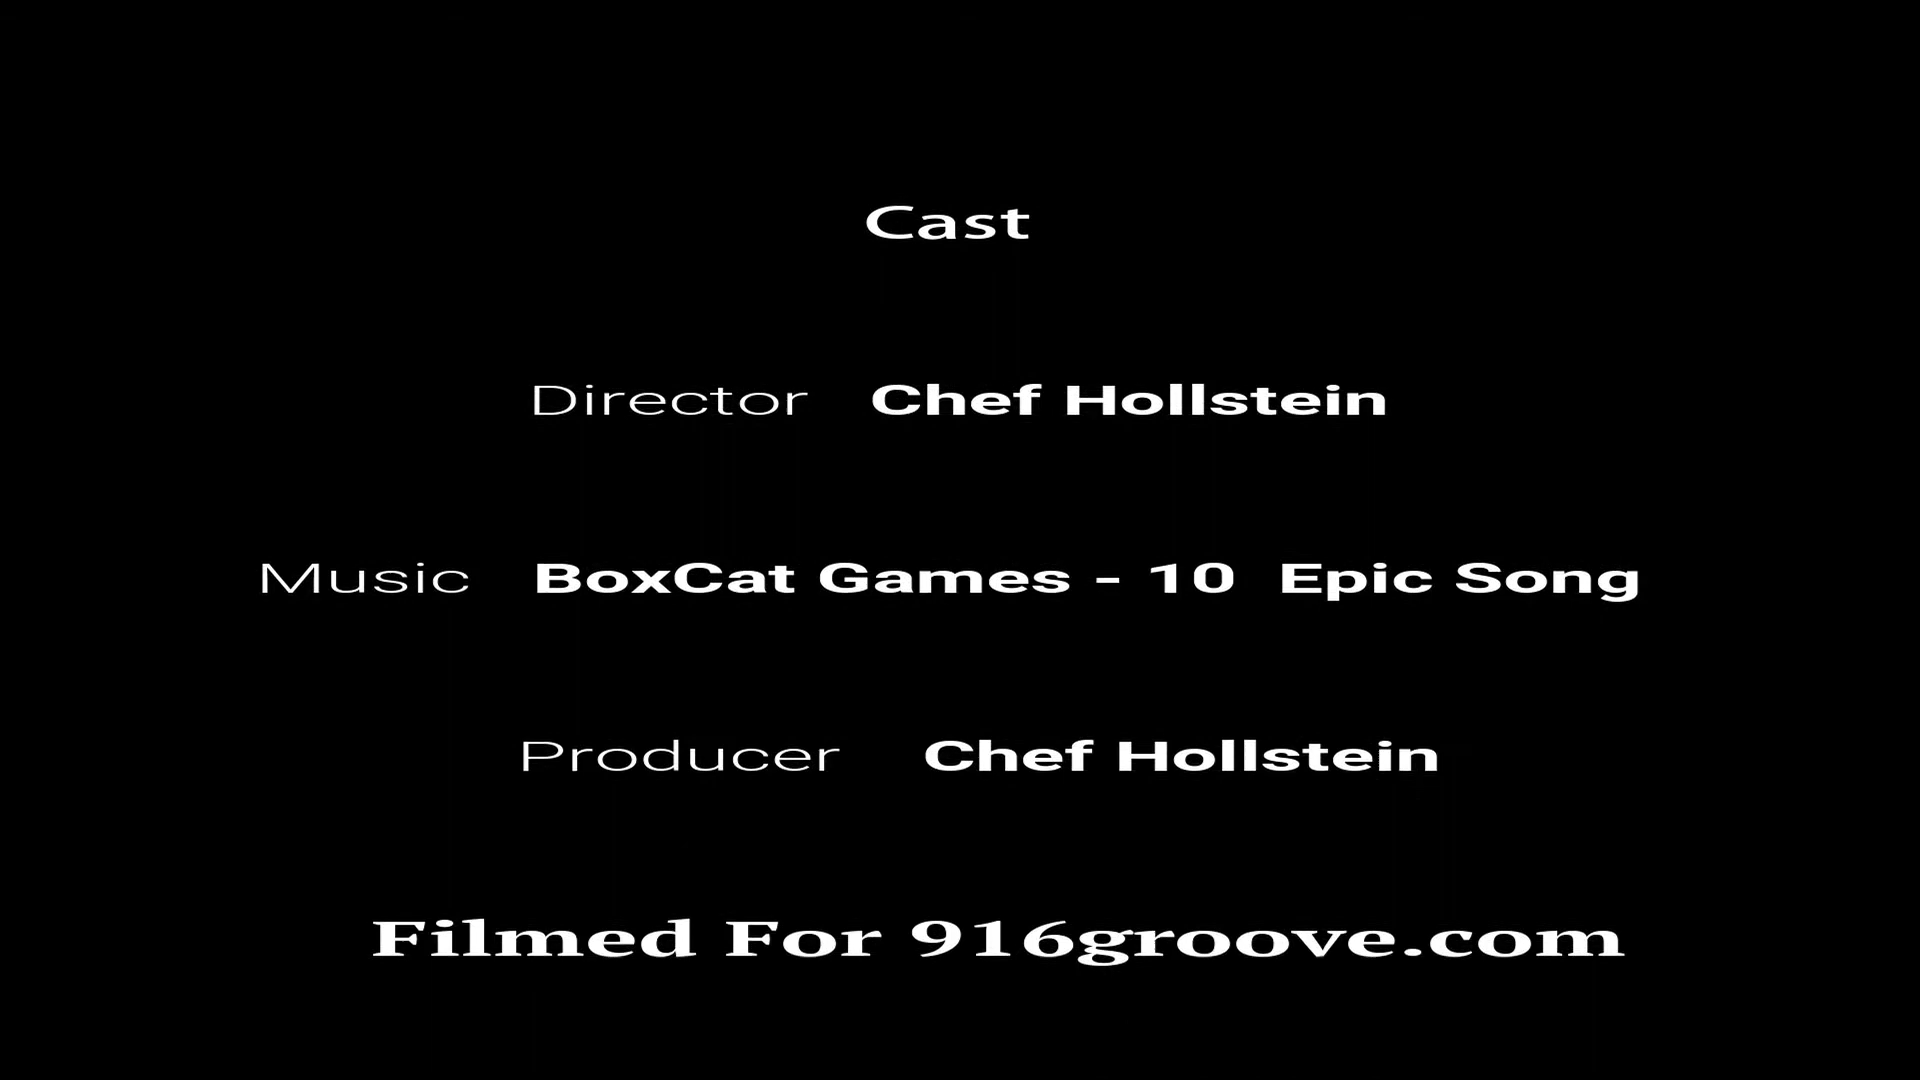 Cast
Director Chef Hollstein
Music BoxCat Games - 10 Epic Song
Producer Chef Hollstein
Filmed For 916groove.com